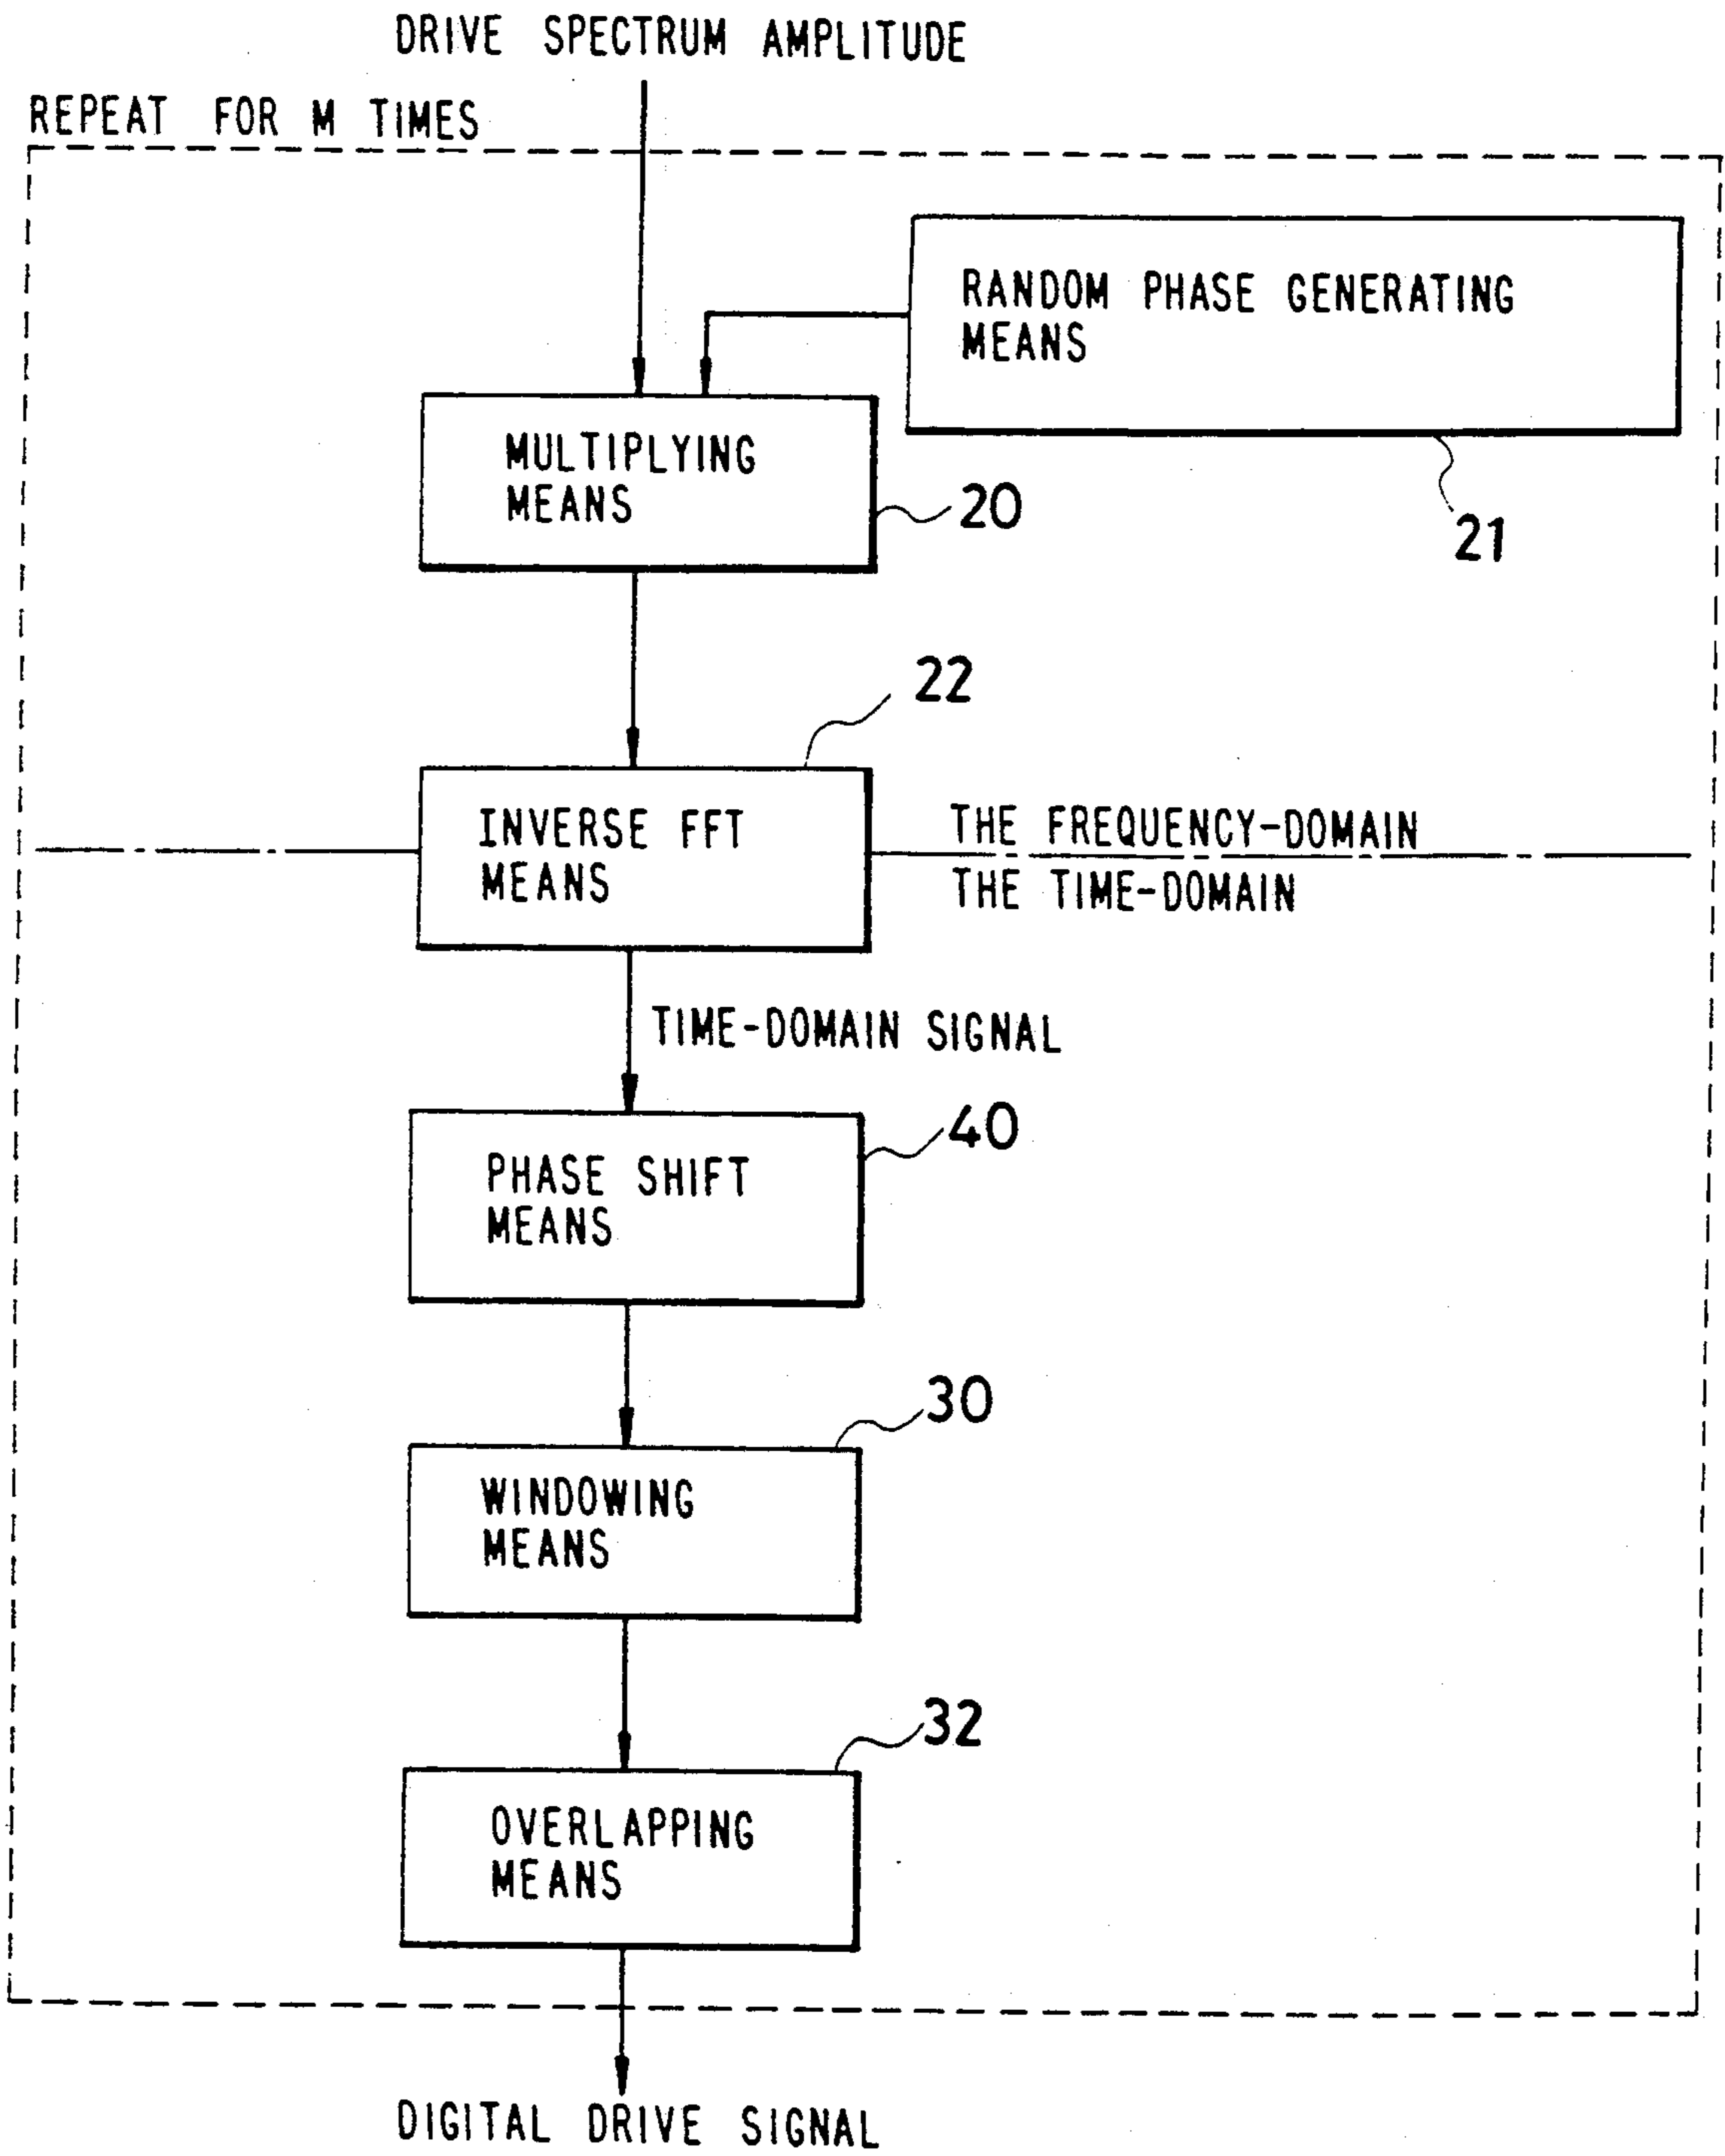 DRIVE SPECTRUM AMPLITUDE
REPEAT FOR M TIMES
RANDOM PHASE GENERATING
MEANS
21
MULTIPLYING
MEANS
20
22
INVERSE FFT
MEANS
THE FREQUENCY-DOMAIN
THE TIME-DOMAIN
TIME-DOMAIN SIGNAL
40
PHASE SHIFT
MEANS
30
WINDOWING
MEANS
32
OVERLAPPING
MEANS
DIGITAL DRIVE SIGNAL